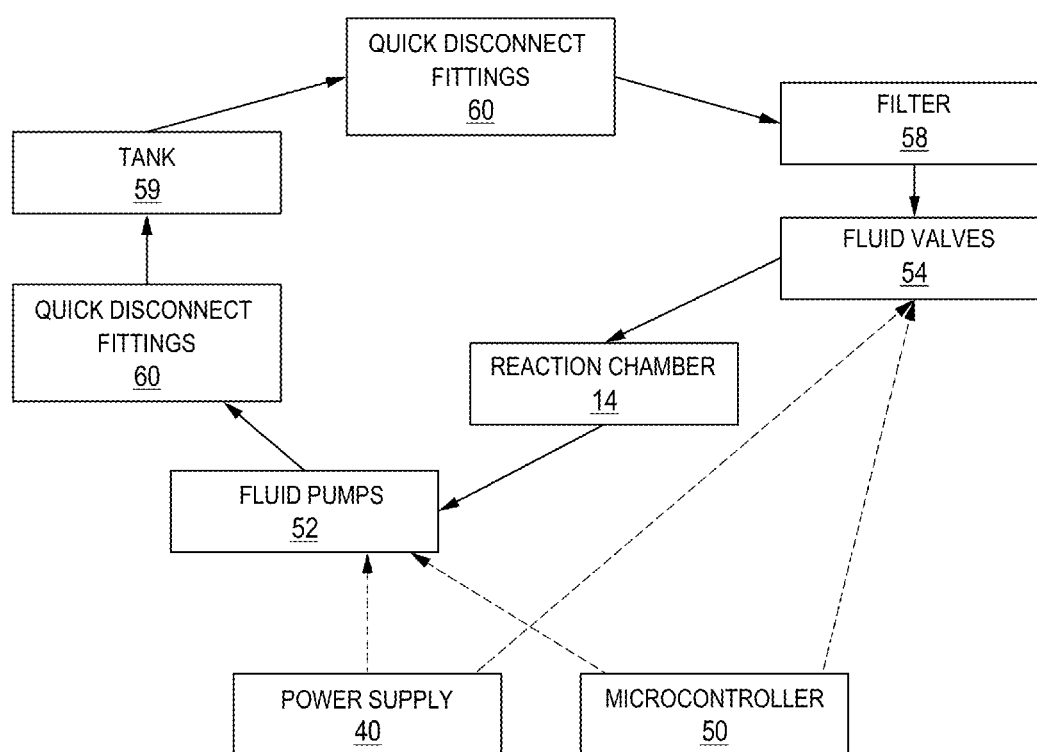 QUICK DISCONNECT
FITTINGS
60
FILTER
58
TANK
59
FLUID VALVES
54
QUICK DISCONNECT
FITTINGS
60
REACTION CHAMBER
14
FLUID PUMPS
52
POWER SUPPLY
40
MICROCONTROLLER
50